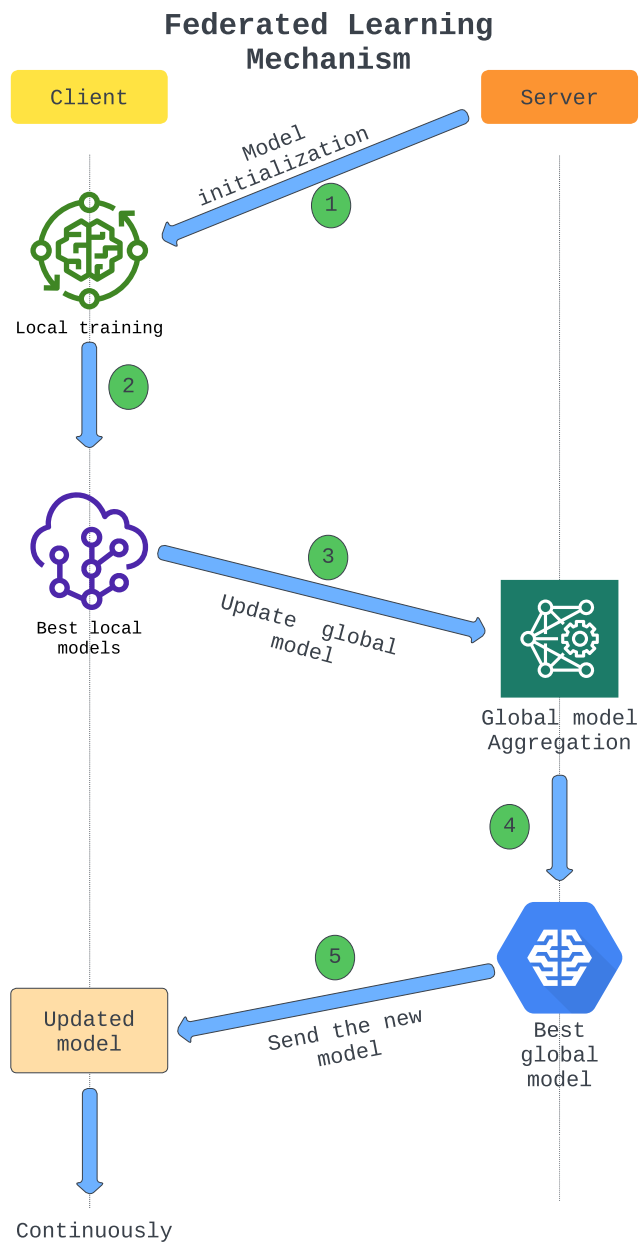 Federated Learning
Mechanism
Client
Server
Model
initialization
1
Local training
2
3
Update global
model
Best local
models
Global model
Aggregation
4
5
Send the new
model
Best
global
model
Updated
model
Continuously